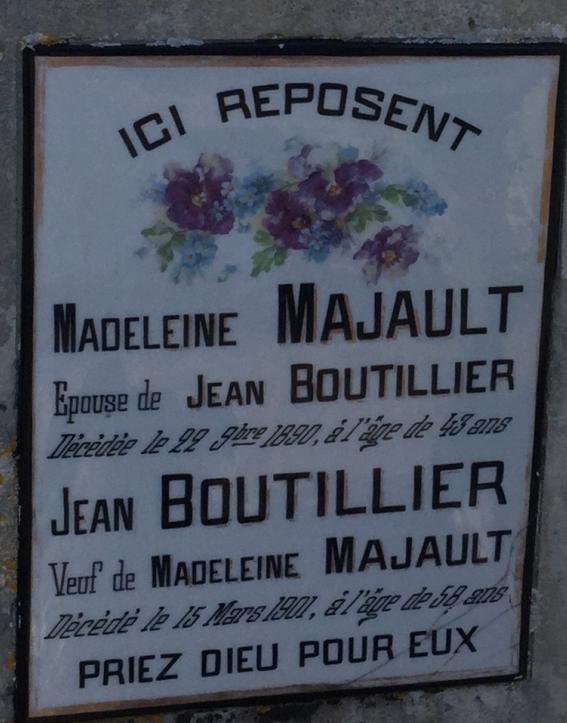 ICI REPOSENT
MADELEINE MAJAULT
Epouse de JEAN BOUTILLIER
Décédée le 22 9bre 1890, à l'âge de 43 ans
JEAN BOUTILLIER
Veuf de MADELEINE MAJAULT
Décédé le 15 Mars 1901, à l'âge de 58 ans
PRIEZ DIEU POUR EUX